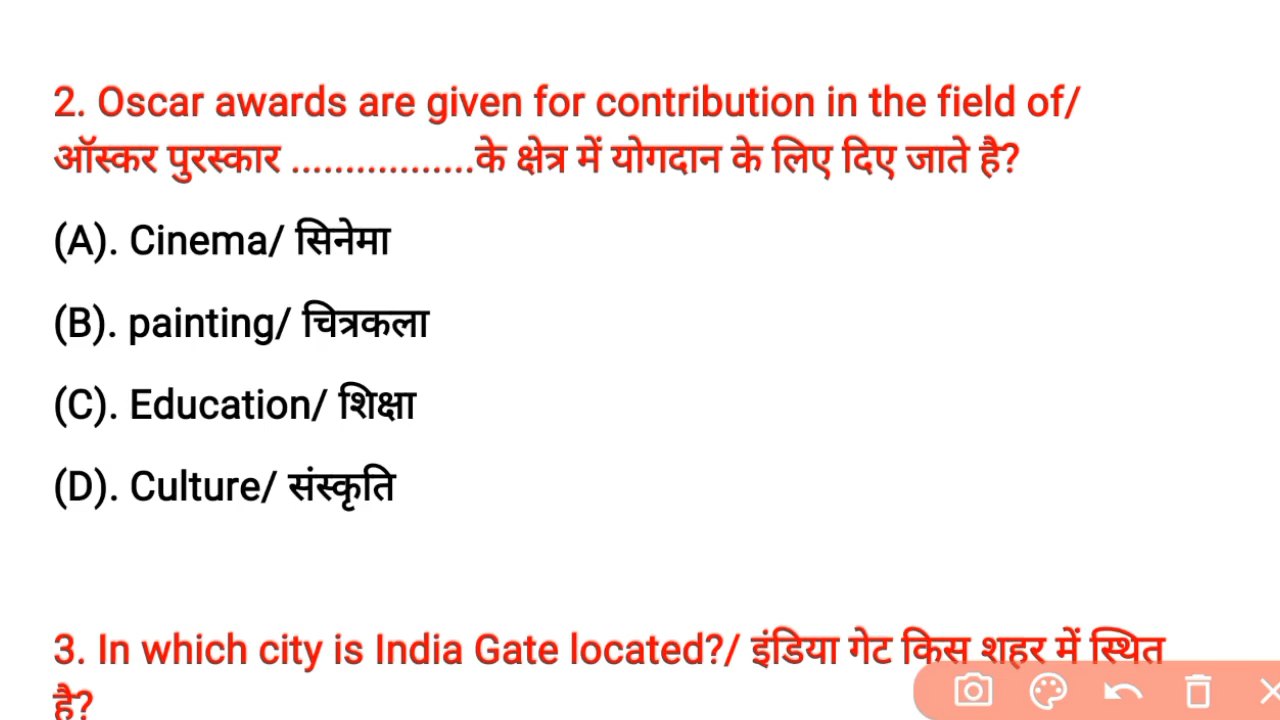 2. Oscar awards are given for contribution in the field of/
ऑस्कर पुरस्कार .................के क्षेत्र में योगदान के लिए दिए जाते है?
(A). Cinema/ सिनेमा
(B). painting/ चित्रकला
(C). Education/ शिक्षा
(D). Culture/ संस्कृति
3. In which city is India Gate located?/ इंडिया गेट किस शहर में स्थित
है?